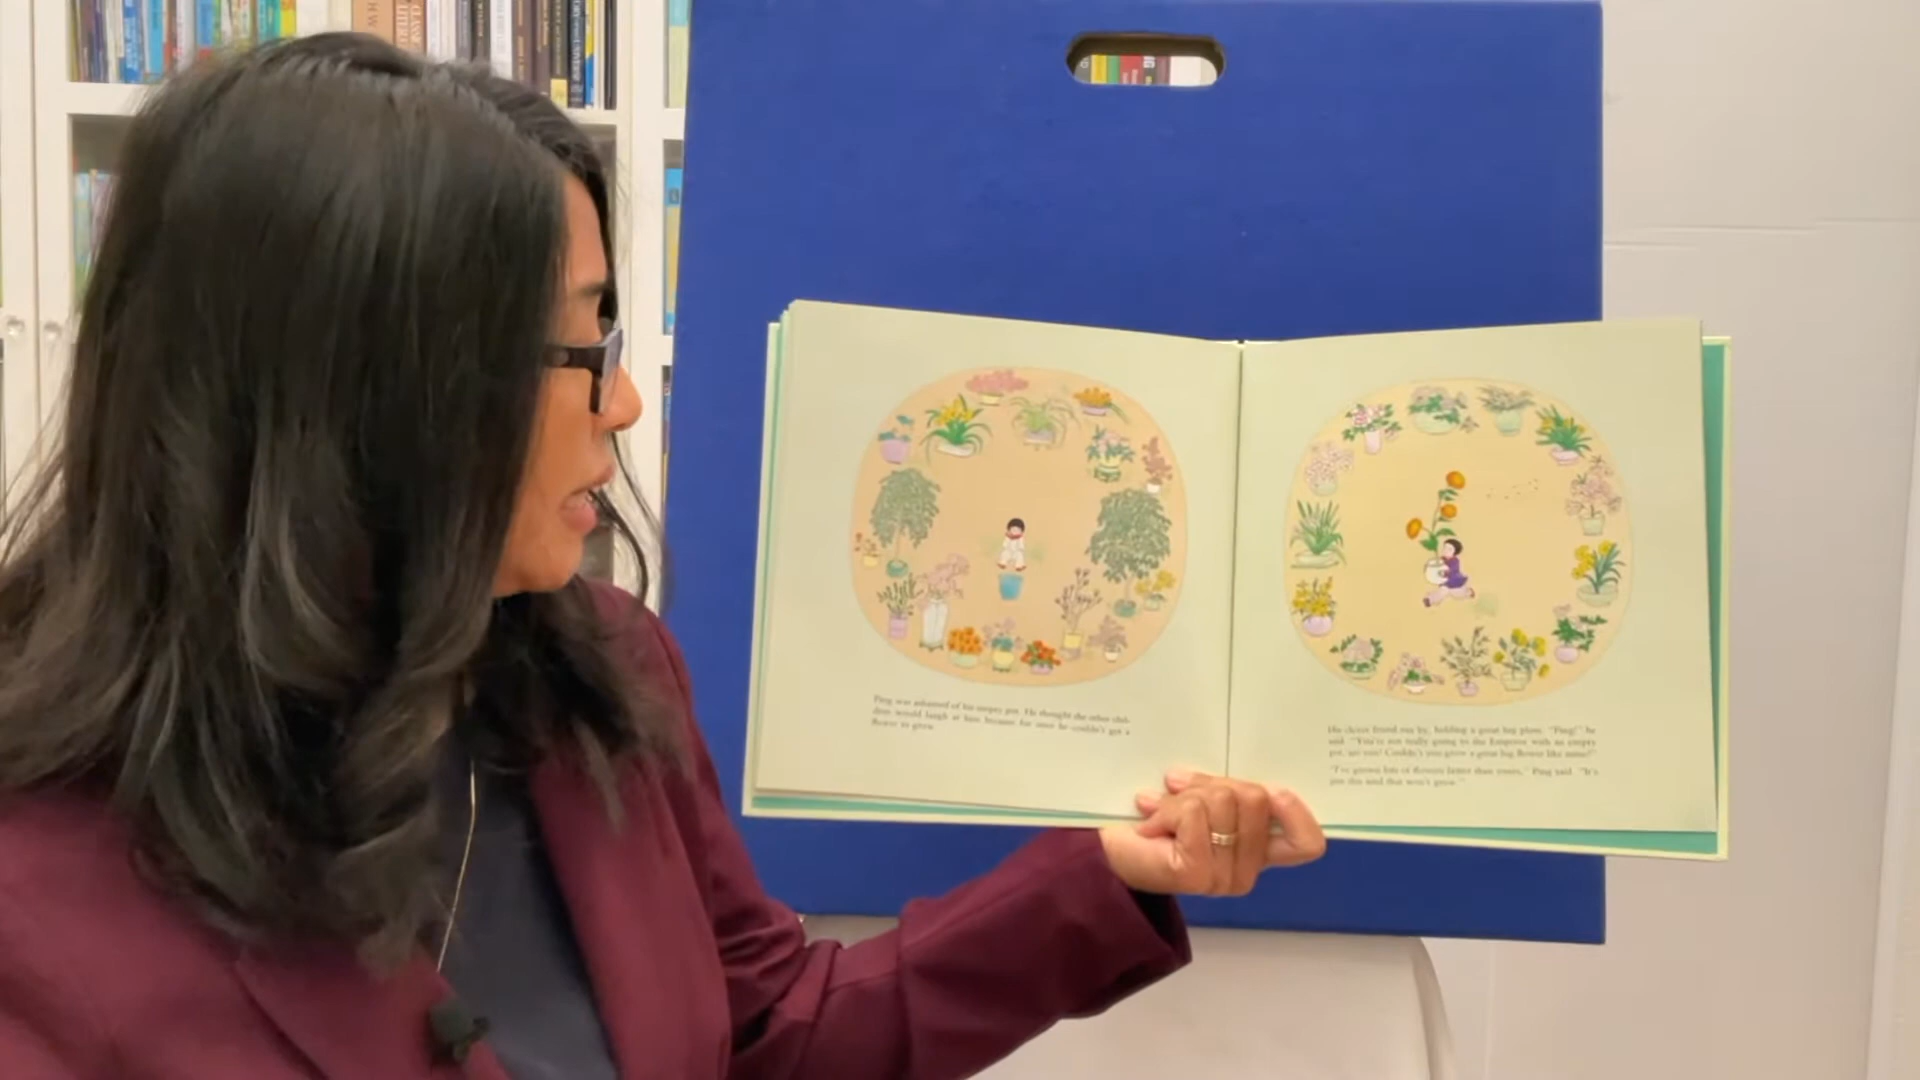 Ping was ashamed of his empty pot. He thought the other chil-
dren would laugh at him because for once he couldn't get a
flower to grow.
His clever friend ran by, holding a great big plant. "Ping!" he
said. "You're not really going to the Emperor with an empty
pot, are you? Couldn't you grow a great big flower like mine?"
"I've grown lots of flowers better than yours," Ping said. "It's
just this seed that won't grow."